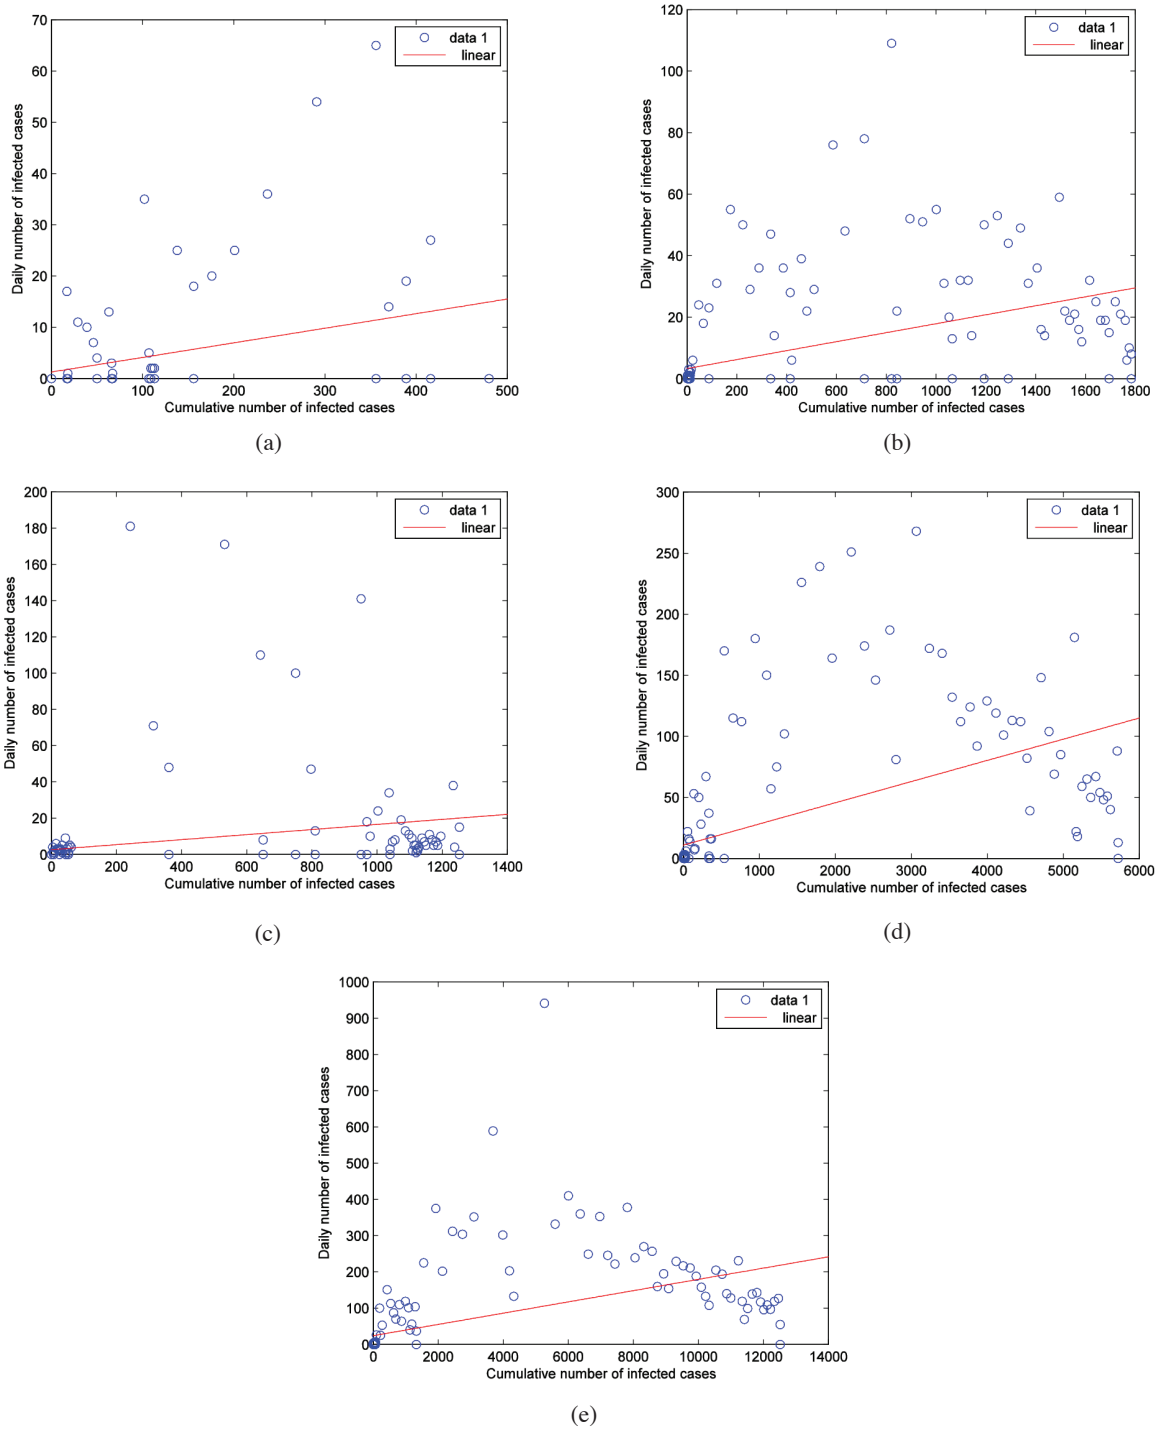 70
60
50
40
30
20
10
0
Daily number of infected cases
data 1
linear
0 100 200 300 400 500
Cumulative number of infected cases
(a)
120
100
80
60
40
20
0
Daily number of infected cases
data 1
linear
0 200 400 600 800 1000 1200 1400 1600 1800
Cumulative number of infected cases
(b)
200
180
160
140
120
100
80
60
40
20
0
Daily number of infected cases
data 1
linear
0 200 400 600 800 1000 1200 1400
Cumulative number of infected cases
(c)
300
250
200
150
100
50
0
Daily number of infected cases
data 1
linear
0 1000 2000 3000 4000 5000 6000
Cumulative number of infected cases
(d)
1000
900
800
700
600
500
400
300
200
100
0
Daily number of infected cases
data 1
linear
0 2000 4000 6000 8000 10000 12000 14000
Cumulative number of infected cases
(e)